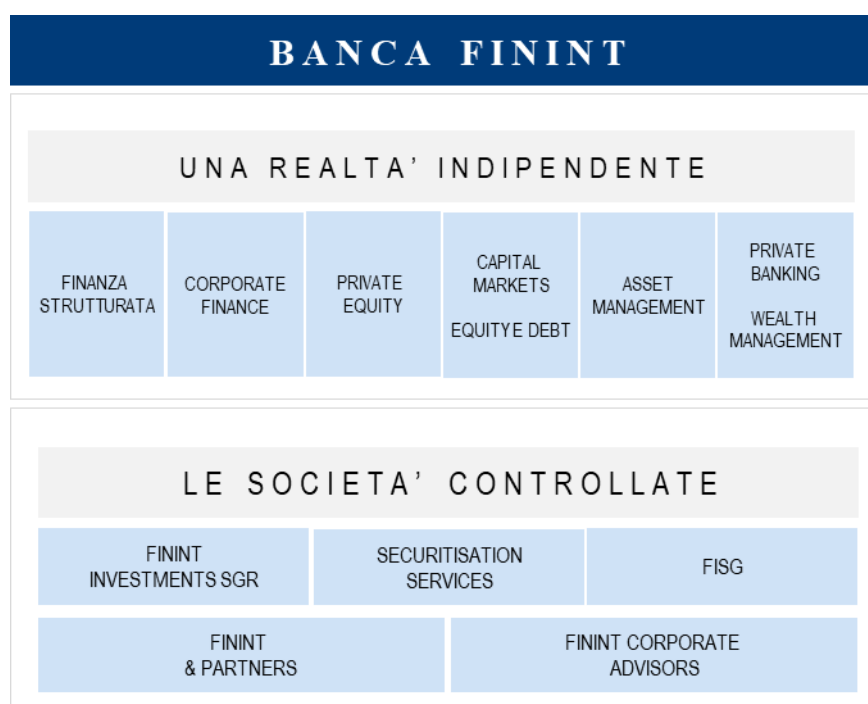 BANCA FININT
UNA REALTA’ INDIPENDENTE
FINANZA
STRUTTURATA
CORPORATE
FINANCE
PRIVATE
EQUITY
CAPITAL
MARKETS
EQUITY E DEBT
ASSET
MANAGEMENT
PRIVATE
BANKING
WEALTH
MANAGEMENT
LE SOCIETA’ CONTROLLATE
FININT
INVESTMENTS SGR
SECURITISATION
SERVICES
FISG
FININT
& PARTNERS
FININT CORPORATE
ADVISORS